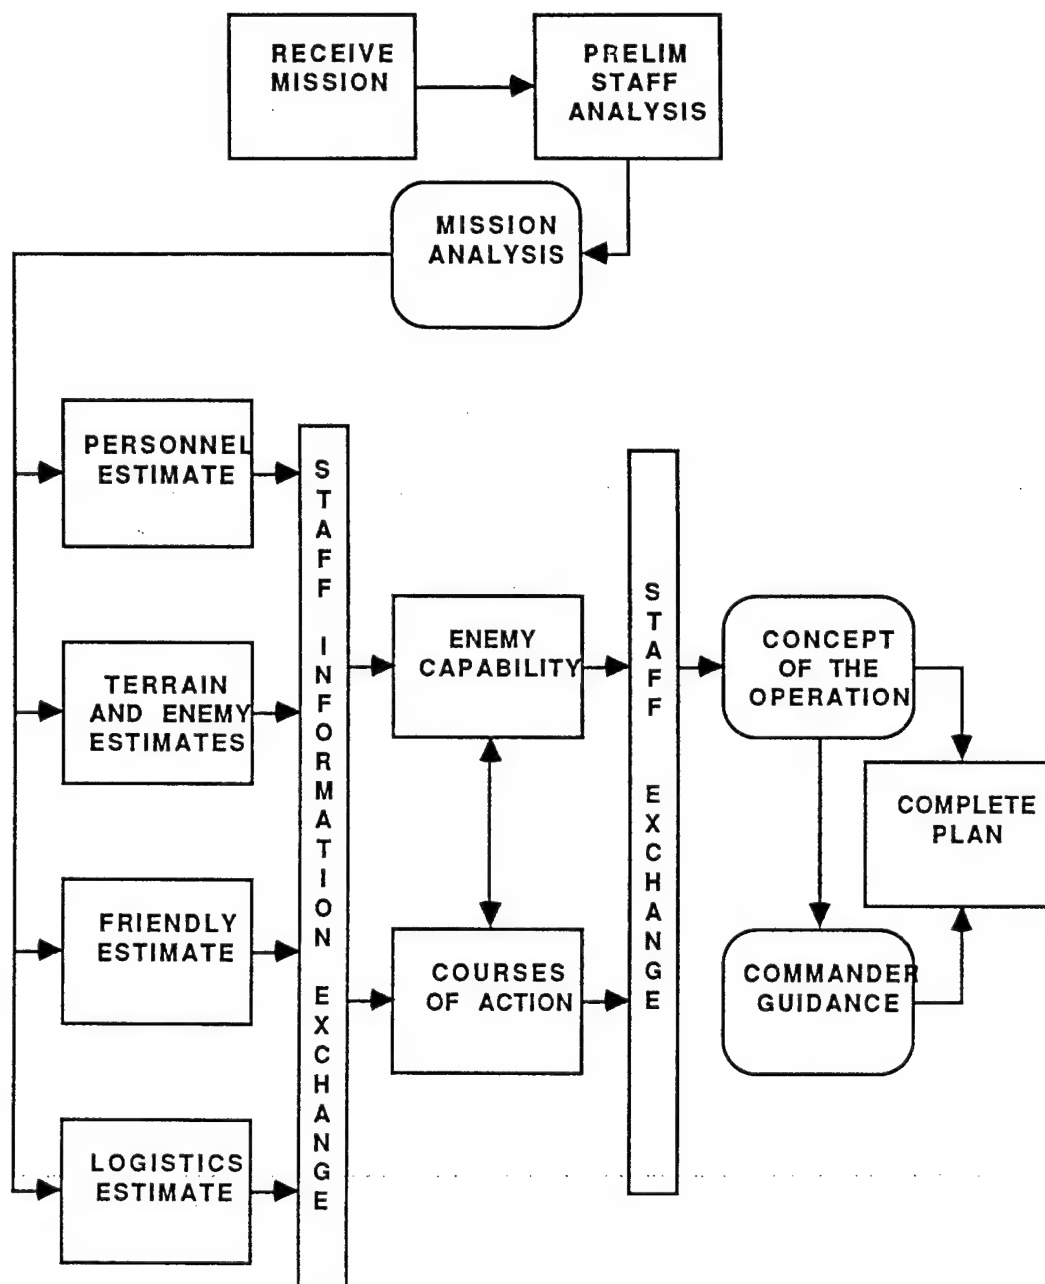 RECEIVE
MISSION
PRELIM
STAFF
ANALYSIS
MISSION
ANALYSIS
PERSONNEL
ESTIMATE
TERRAIN
AND ENEMY
ESTIMATES
FRIENDLY
ESTIMATE
LOGISTICS
ESTIMATE
STAFF INFORMATION EXCHANGE
ENEMY
CAPABILITY
COURSES
OF ACTION
STAFF EXCHANGE
CONCEPT
OF THE
OPERATION
COMMANDER
GUIDANCE
COMPLETE
PLAN